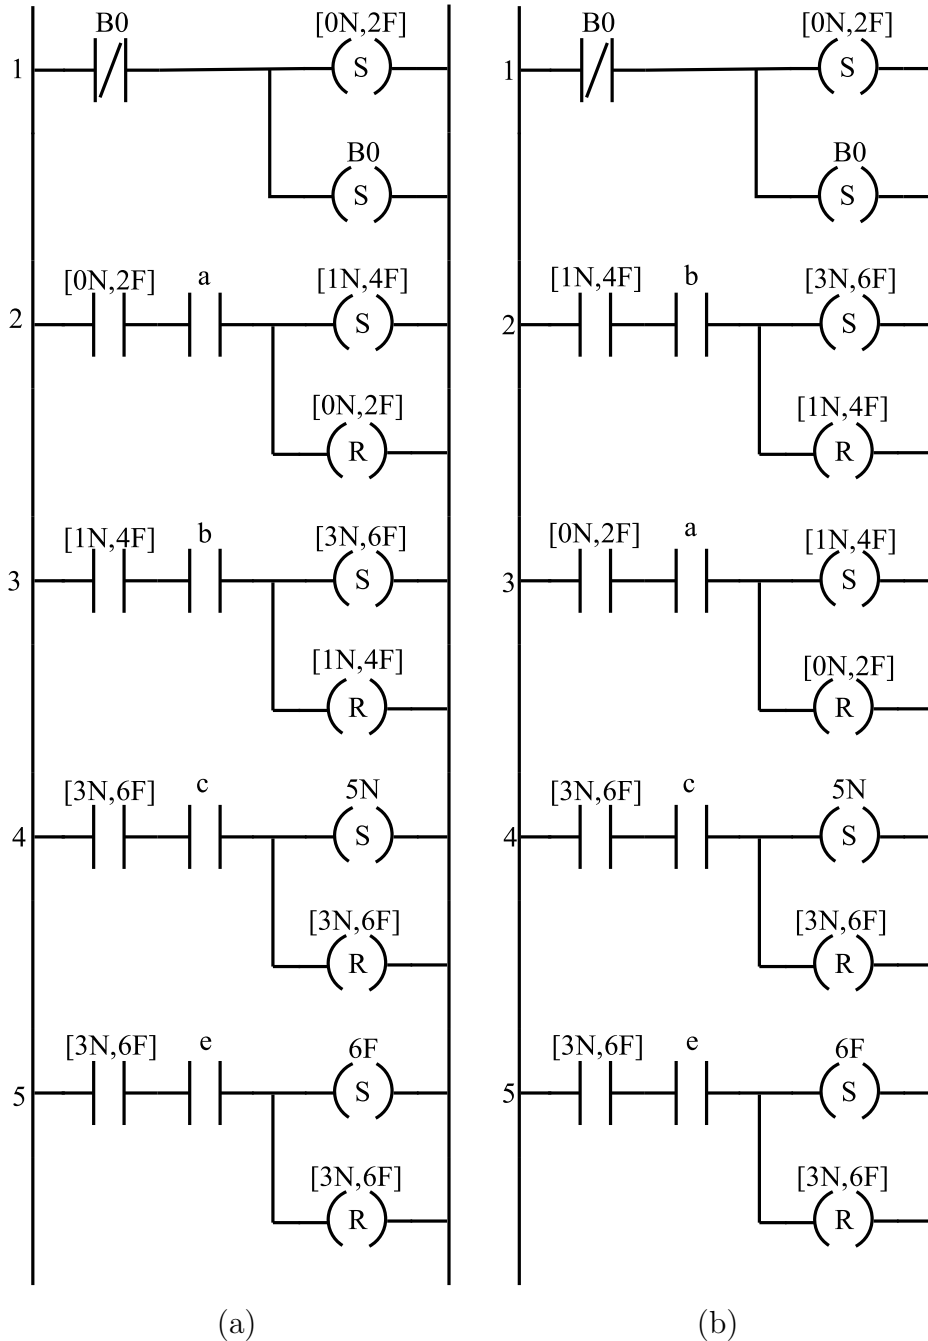 B0 [0N,2F]
1 S
B0
S
[0N,2F] a [1N,4F]
2 S
[0N,2F]
R
[1N,4F] b [3N,6F]
3 S
[1N,4F]
R
[3N,6F] c 5N
4 S
[3N,6F]
R
[3N,6F] e 6F
5 S
[3N,6F]
R
(a)
B0 [0N,2F]
1 S
B0
S
[1N,4F] b [3N,6F]
2 S
[1N,4F]
R
[0N,2F] a [1N,4F]
3 S
[0N,2F]
R
[3N,6F] c 5N
4 S
[3N,6F]
R
[3N,6F] e 6F
5 S
[3N,6F]
R
(b)